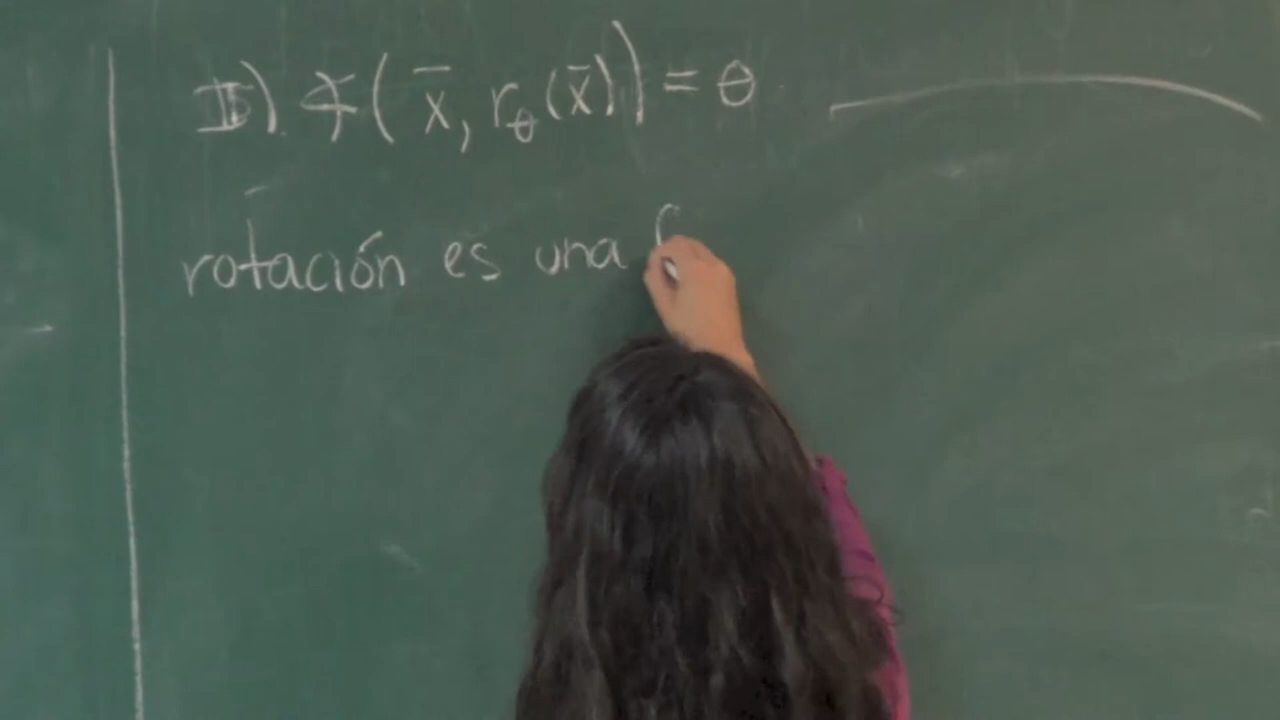 II) ∢(x̄, r_θ(x̄)) = θ
rotación es una f